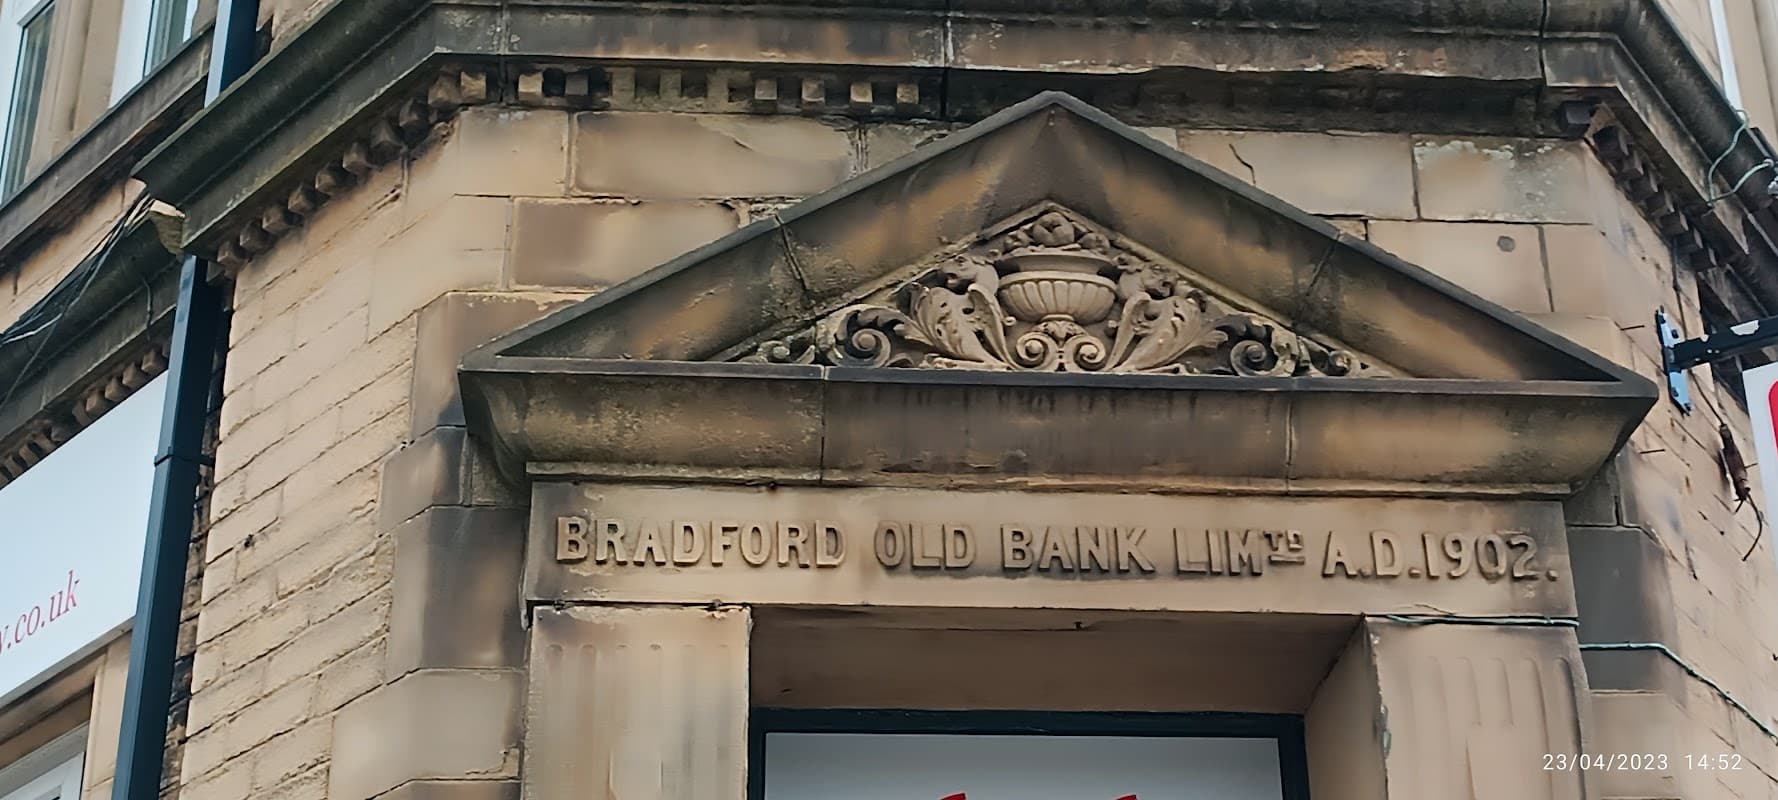 BRADFORD OLD BANK LIMTD A.D.1902.
y.co.uk
23/04/2023 14:52